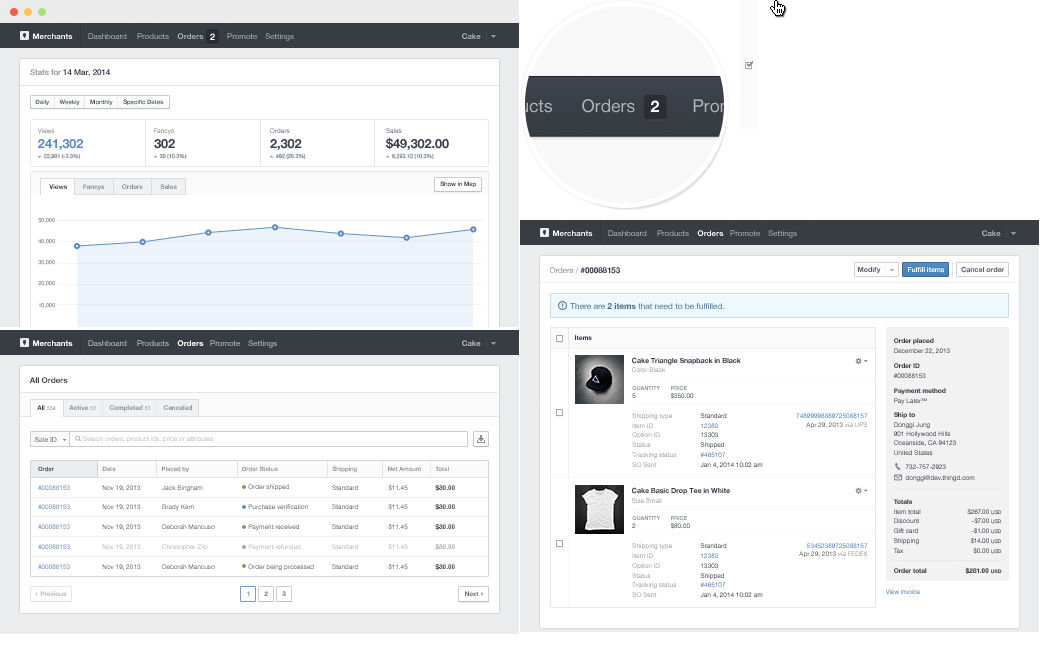 Merchants Dashboard Products Orders 2 Promote Settings Cake
Stats for 14 Mar, 2014
Daily Weekly Monthly Specific Dates
Views Fancys Orders Sales
241,302 302 2,302 $49,302.00
22,901 (-3.5%) 30 (10.3%) 482 (20.3%) 6,293.12 (10.3%)
Views Fancys Orders Sales Show in Map
50,000
40,000
30,000
20,000
10,000
ucts Orders 2 Pror
Merchants Dashboard Products Orders Promote Settings Cake
All Orders
All 534 Active 53 Completed 53 Canceled
Sale ID Search orders, product ids, price or attributes
Order Date Placed by Order Status Shipping Net Amount Total
#00088153 Nov 19, 2013 Jack Bingham Order shipped Standard $11.45 $30.00
#00088153 Nov 19, 2013 Brady Kern Purchase verification Standard $11.45 $30.00
#00088153 Nov 19, 2013 Deborah Mancuso Payment received Standard $11.45 $30.00
#00088153 Nov 19, 2013 Christopher Zilo Payment refunded Standard $11.45 $30.00
#00088153 Nov 19, 2013 Deborah Mancuso Order being processed Standard $11.45 $30.00
‹ Previous 1 2 3 Next ›
Merchants Dashboard Products Orders Promote Settings Cake
Orders / #00088153 Modify Fulfill items Cancel order
There are 2 items that need to be fulfilled.
Items
Cake Triangle Snapback in Black
Color Black
QUANTITY PRICE
5 $350.00
Shipping type Standard 74899998889725088157
Item ID 12383 Apr 29, 2013 via UPS
Option ID 13303
Status Shipped
Tracking status #465107
SO Sent Jan 4, 2014 10:02 am
Cake Basic Drop Tee in White
Size Small
QUANTITY PRICE
2 $80.00
Shipping type Standard 53452389725088157
Item ID 12383 Apr 29, 2013 via FEDEX
Option ID 13303
Status Shipped
Tracking status #465107
SO Sent Jan 4, 2014 10:02 am
Order placed
December 22, 2013
Order ID
#00088153
Payment method
Pay Later™
Ship to
Donggi Jung
901 Hollywood Hills
Oceanside, CA 94123
United States
732-757-2923
donggi@dev.thingd.com
Totals
Item total $267.00 USD
Discount -$7.00 USD
Gift card -$1.00 USD
Shipping $14.00 USD
Tax $0.00 USD
Order total $281.00 USD
View invoice